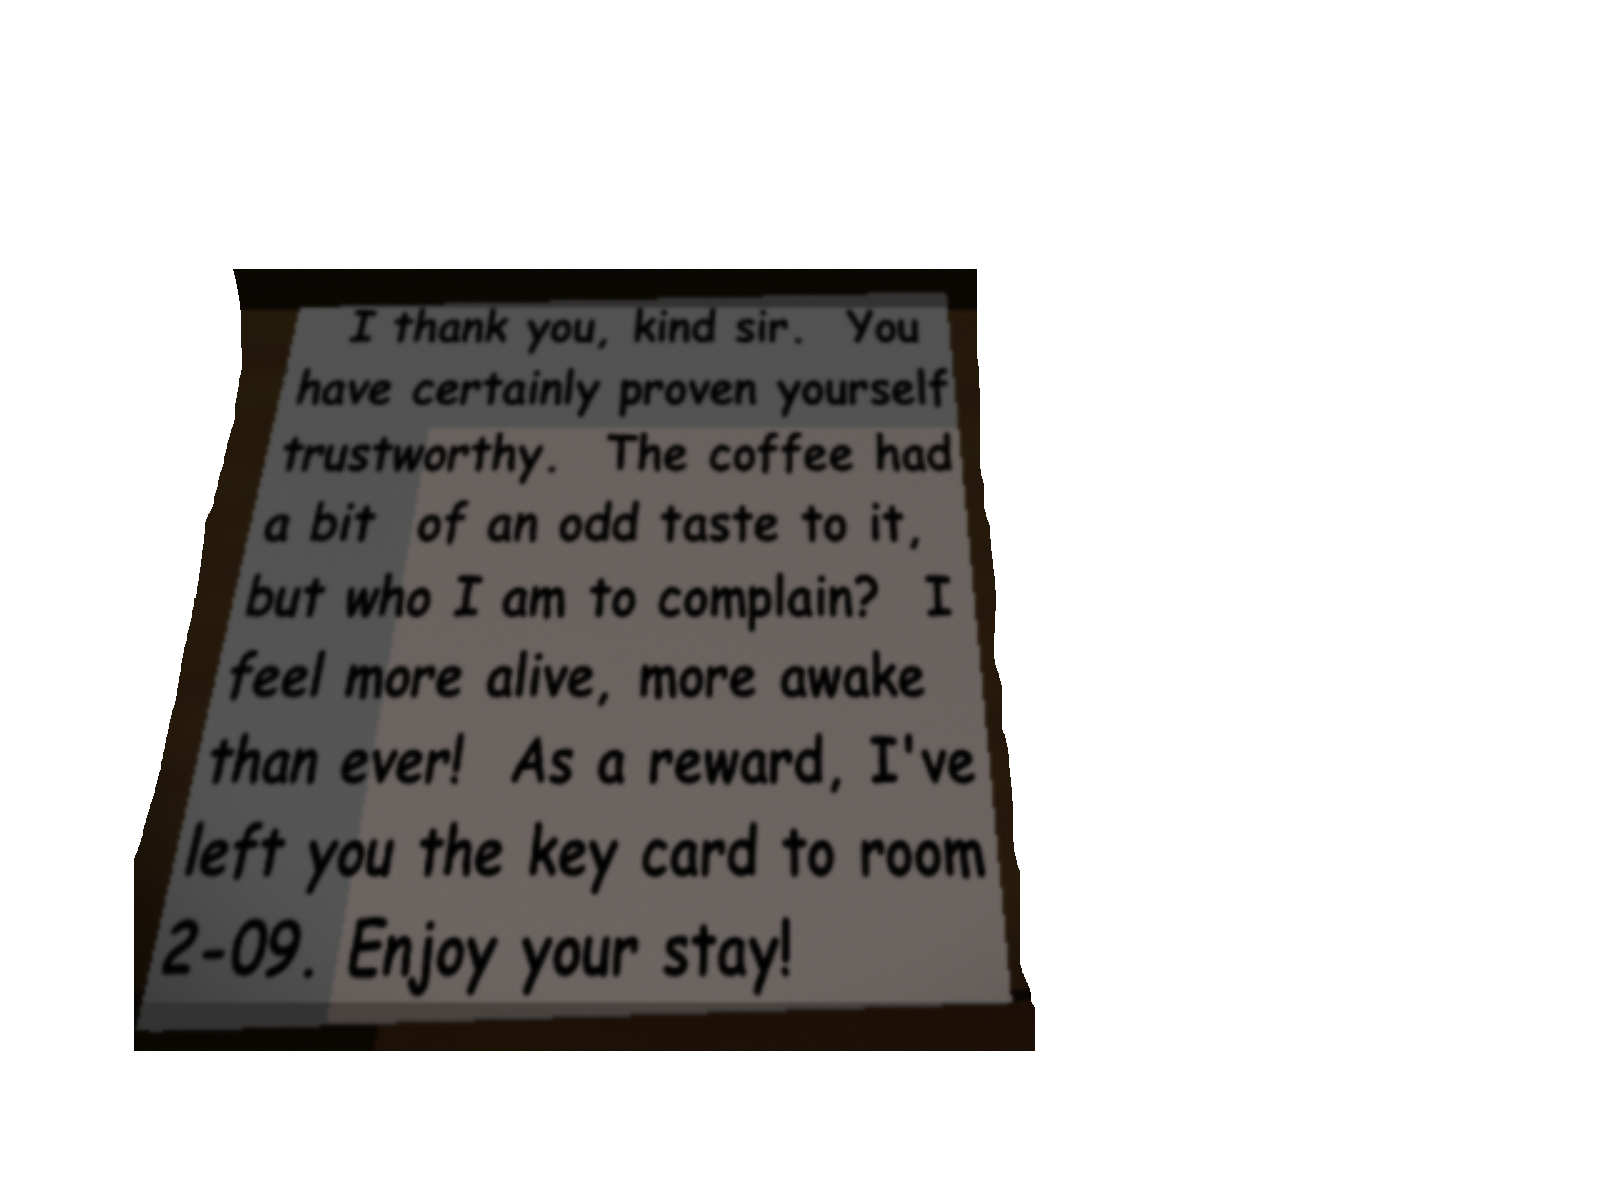 I thank you, kind sir. You
have certainly proven yourself
trustworthy. The coffee had
a bit of an odd taste to it,
but who I am to complain? I
feel more alive, more awake
than ever! As a reward, I've
left you the key card to room
2-09. Enjoy your stay!